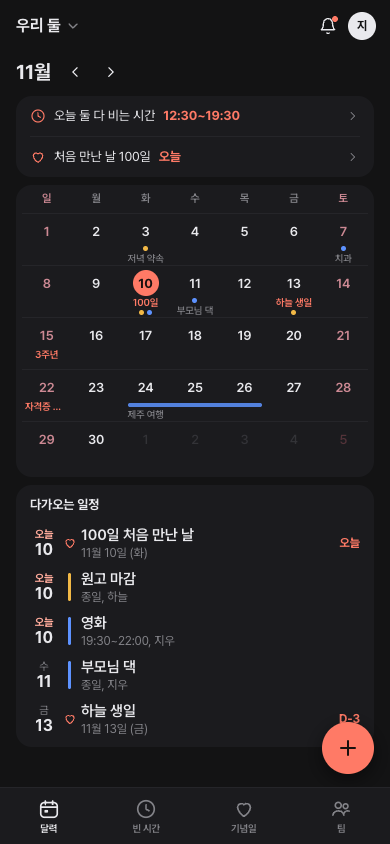 우리 둘
지
11월
오늘 둘 다 비는 시간 12:30~19:30
처음 만난 날 100일 오늘
일 월 화 수 목 금 토
1 2 3 4 5 6 7
저녁 약속 치과
8 9 10 11 12 13 14
100일 부모님 댁 하늘 생일
15 16 17 18 19 20 21
3주년
22 23 24 25 26 27 28
자격증 ... 제주 여행
29 30 1 2 3 4 5
다가오는 일정
오늘 10 100일 처음 만난 날 오늘
11월 10일 (화)
오늘 10 원고 마감
종일, 하늘
오늘 10 영화
19:30~22:00, 지우
수 11 부모님 댁
종일, 지우
금 13 하늘 생일 D-3
11월 13일 (금)
달력 빈 시간 기념일 팀